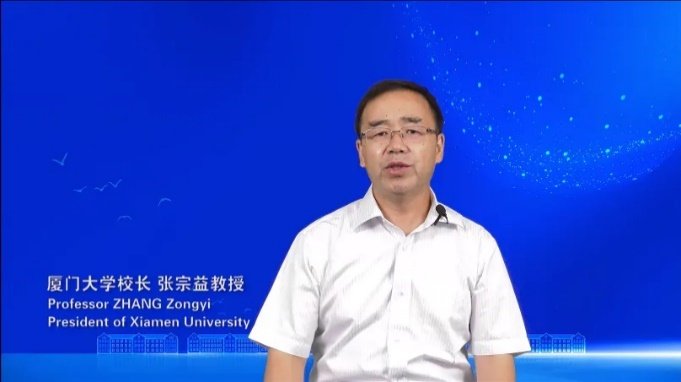 厦门大学校长 张宗益教授
Professor ZHANG Zongyi
President of Xiamen University